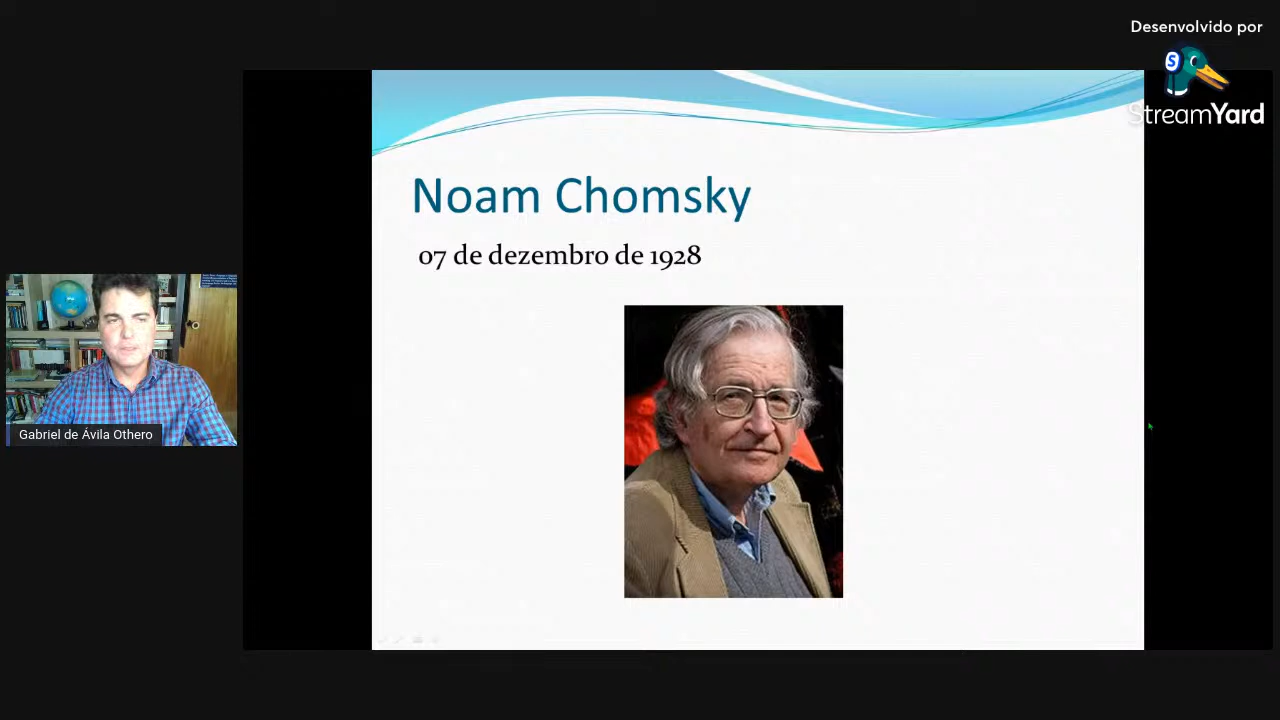 Desenvolvido por
StreamYard
Noam Chomsky
07 de dezembro de 1928
Gabriel de Ávila Othero